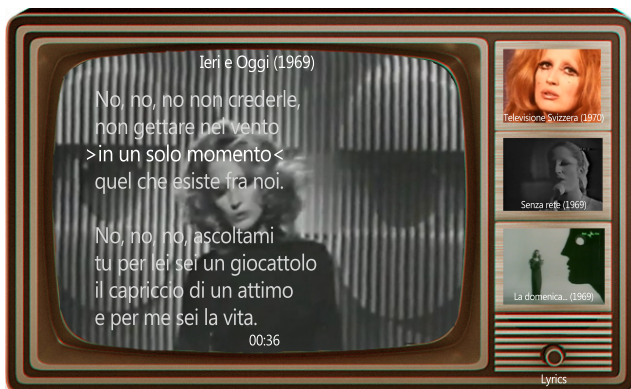 Ieri e Oggi (1969)
No, no, no non crederle,
non gettare nel vento
>in un solo momento<
quel che esiste fra noi.
No, no, no, ascoltami
tu per lei sei un giocattolo
il capriccio di un attimo
e per me sei la vita.
00:36
Televisione Svizzera (1970)
Senza rete (1969)
La domenica... (1969)
Lyrics